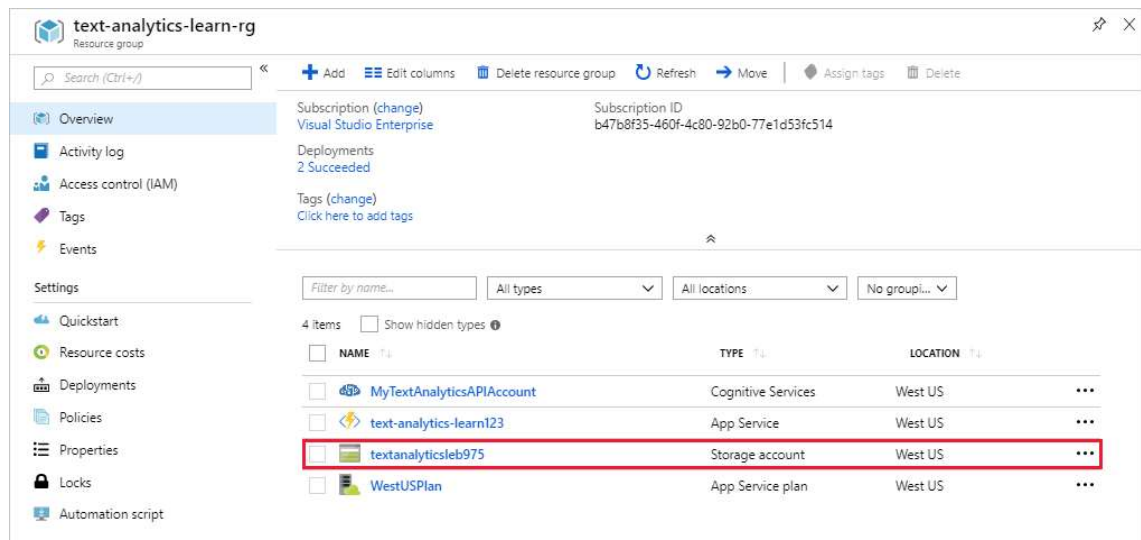 text-analytics-learn-rg
Resource group
Search (Ctrl+/)
«
Add Edit columns Delete resource group Refresh Move Assign tags Delete
Overview
Activity log
Access control (IAM)
Tags
Events
Settings
Quickstart
Resource costs
Deployments
Policies
Properties
Locks
Automation script
Subscription (change)
Visual Studio Enterprise
Subscription ID
b47b8f35-460f-4c80-92b0-77e1d53fc514
Deployments
2 Succeeded
Tags (change)
Click here to add tags
Filter by name... All types All locations No groupi...
4 items Show hidden types
NAME TYPE LOCATION
MyTextAnalyticsAPIAccount Cognitive Services West US ...
text-analytics-learn123 App Service West US ...
textanalyticsleb975 Storage account West US ...
WestUSPlan App Service plan West US ...